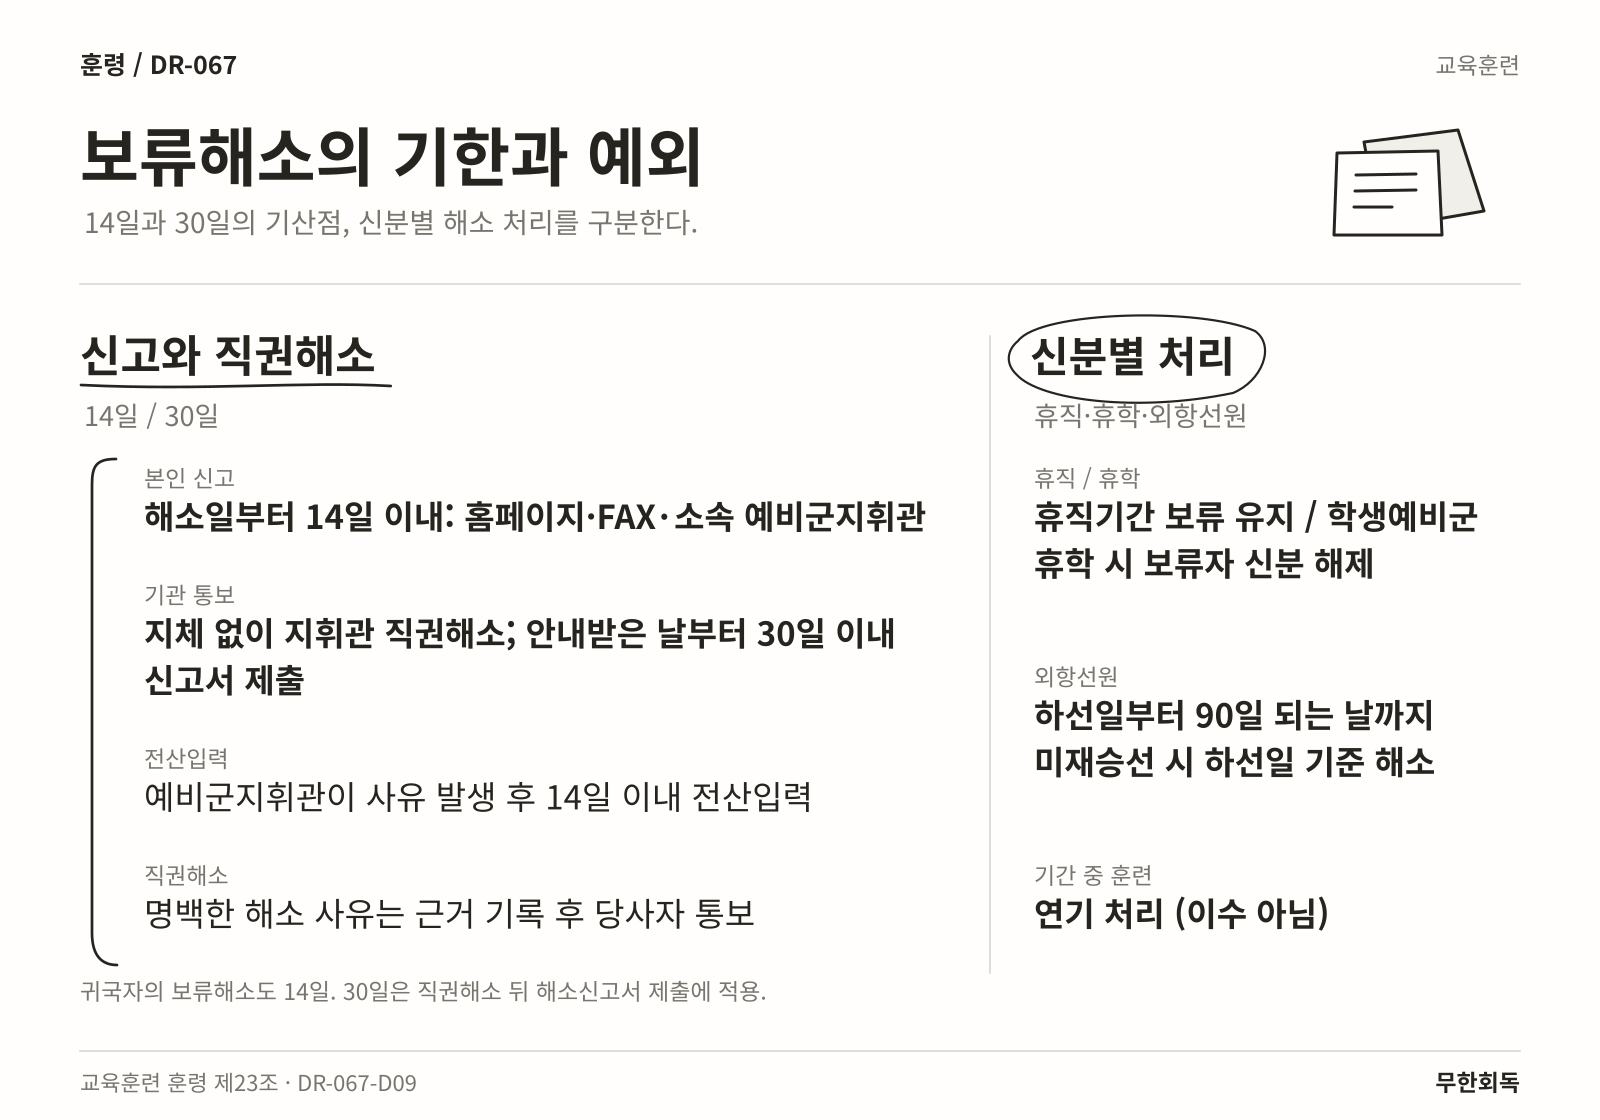 훈령 / DR-067
교육훈련
보류해소의 기한과 예외
14일과 30일의 기산점, 신분별 해소 처리를 구분한다.
신고와 직권해소
14일 / 30일
본인 신고
해소일부터 14일 이내: 홈페이지·FAX·소속 예비군지휘관
기관 통보
지체 없이 지휘관 직권해소; 안내받은 날부터 30일 이내
신고서 제출
전산입력
예비군지휘관이 사유 발생 후 14일 이내 전산입력
직권해소
명백한 해소 사유는 근거 기록 후 당사자 통보
귀국자의 보류해소도 14일. 30일은 직권해소 뒤 해소신고서 제출에 적용.
신분별 처리
휴직·휴학·외항선원
휴직 / 휴학
휴직기간 보류 유지 / 학생예비군
휴학 시 보류자 신분 해제
외항선원
하선일부터 90일 되는 날까지
미재승선 시 하선일 기준 해소
기간 중 훈련
연기 처리 (이수 아님)
교육훈련 훈령 제23조 · DR-067-D09
무한회독